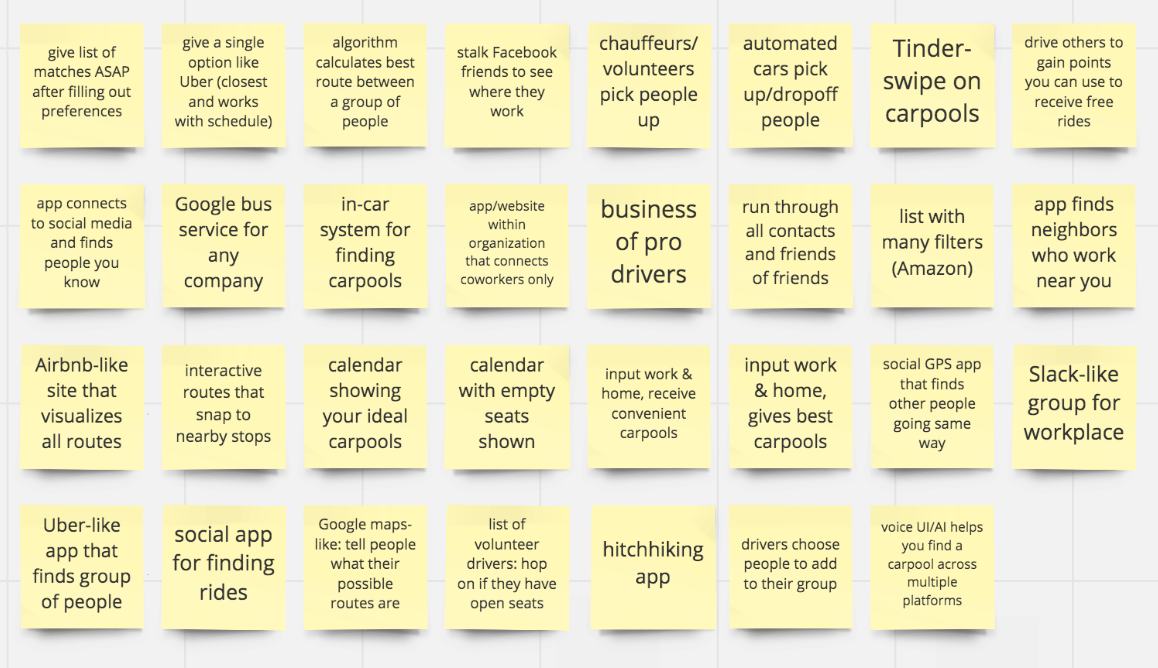 give list of
matches ASAP
after filling out
preferences
give a single
option like
Uber (closest
and works
with schedule)
algorithm
calculates best
route between
a group of
people
stalk Facebook
friends to see
where they
work
chauffeurs/
volunteers
pick people
up
automated
cars pick
up/dropoff
people
Tinder-
swipe on
carpools
drive others to
gain points
you can use to
receive free
rides
app connects
to social media
and finds
people you
know
Google bus
service for
any
company
in-car
system for
finding
carpools
app/website
within
organization
that connects
coworkers only
business
of pro
drivers
run through
all contacts
and friends
of friends
list with
many filters
(Amazon)
app finds
neighbors
who work
near you
Airbnb-like
site that
visualizes
all routes
interactive
routes that
snap to
nearby stops
calendar
showing
your ideal
carpools
calendar
with empty
seats
shown
input work &
home, receive
convenient
carpools
input work
& home,
gives best
carpools
social GPS app
that finds
other people
going same
way
Slack-like
group for
workplace
Uber-like
app that
finds group
of people
social app
for finding
rides
Google maps-
like: tell people
what their
possible
routes are
list of
volunteer
drivers: hop
on if they have
open seats
hitchhiking
app
drivers choose
people to add
to their group
voice UI/AI helps
you find a
carpool across
multiple
platforms